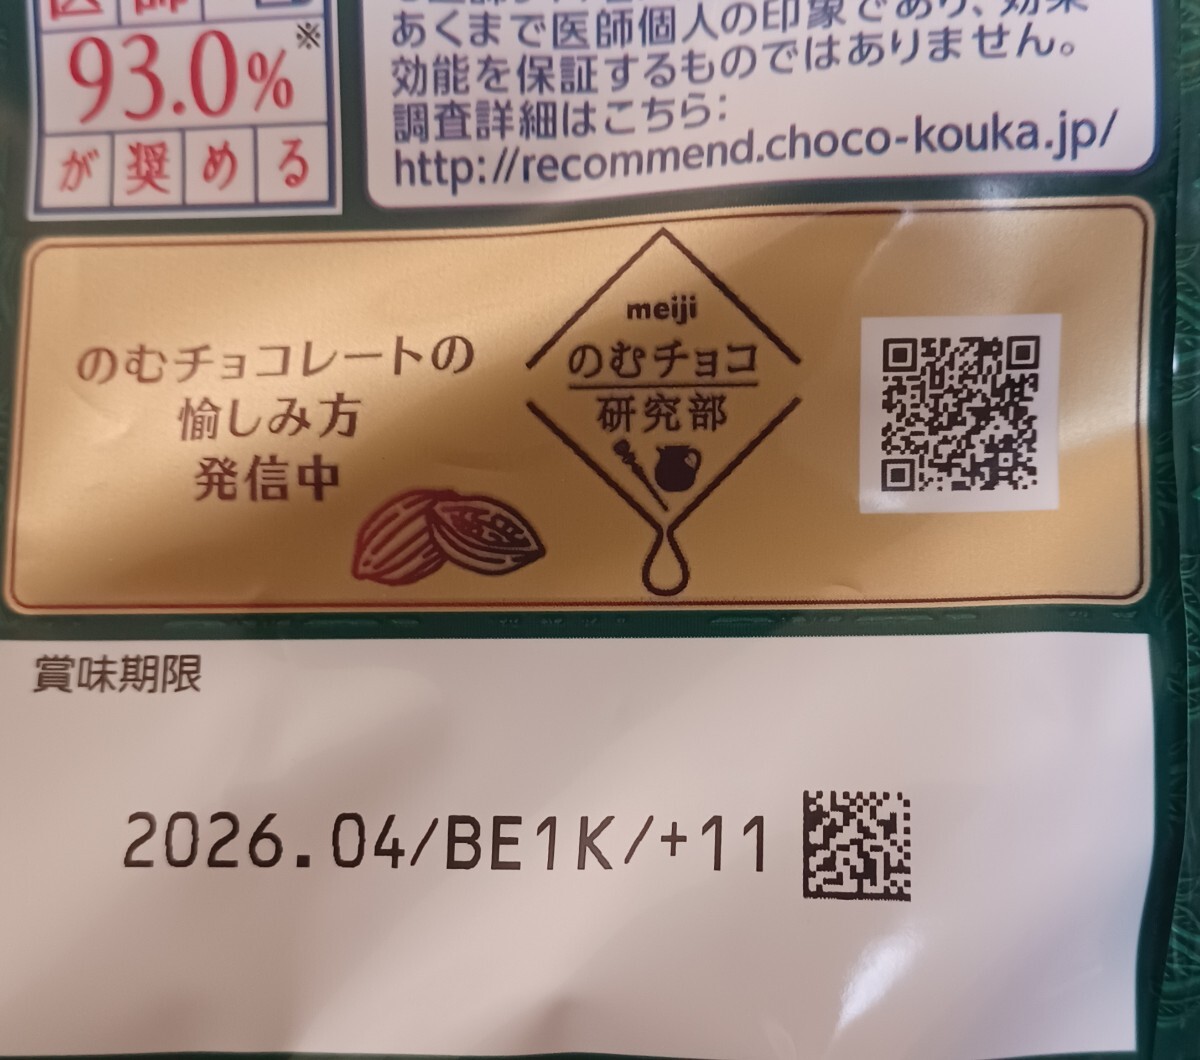 93.0%※
が奨める
あくまで医師個人の印象であり、効果
効能を保証するものではありません。
調査詳細はこちら:
http://recommend.choco-kouka.jp/
のむチョコレートの
愉しみ方
発信中
meiji
のむチョコ
研究部
賞味期限
2026.04/BE1K/+11